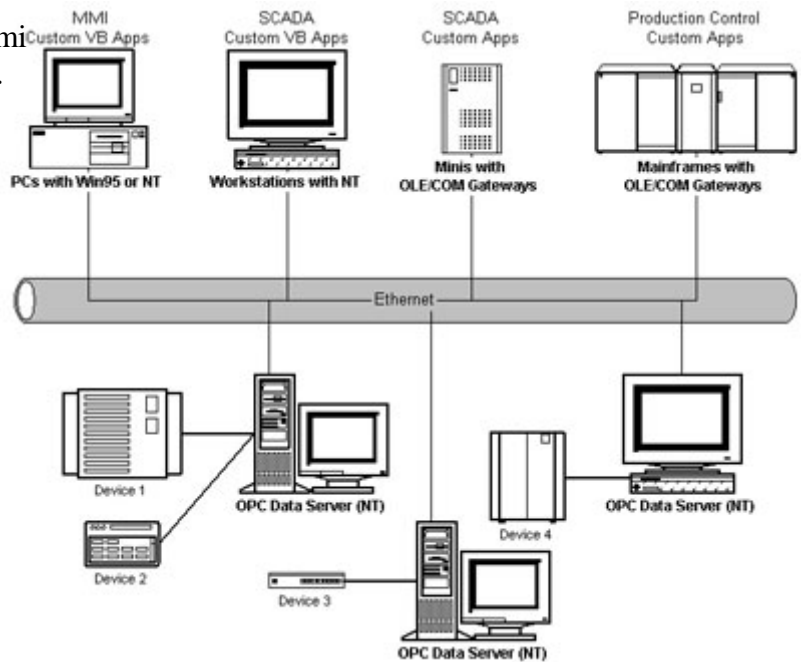 MMI
Custom VB Apps
SCADA
Custom VB Apps
SCADA
Custom Apps
Production Control
Custom Apps
mi
.
PCs with Win95 or NT
Workstations with NT
Minis with
OLE/COM Gateways
Mainframes with
OLE/COM Gateways
Ethernet
Device 1
OPC Data Server (NT)
Device 2
Device 4
OPC Data Server (NT)
Device 3
OPC Data Server (NT)